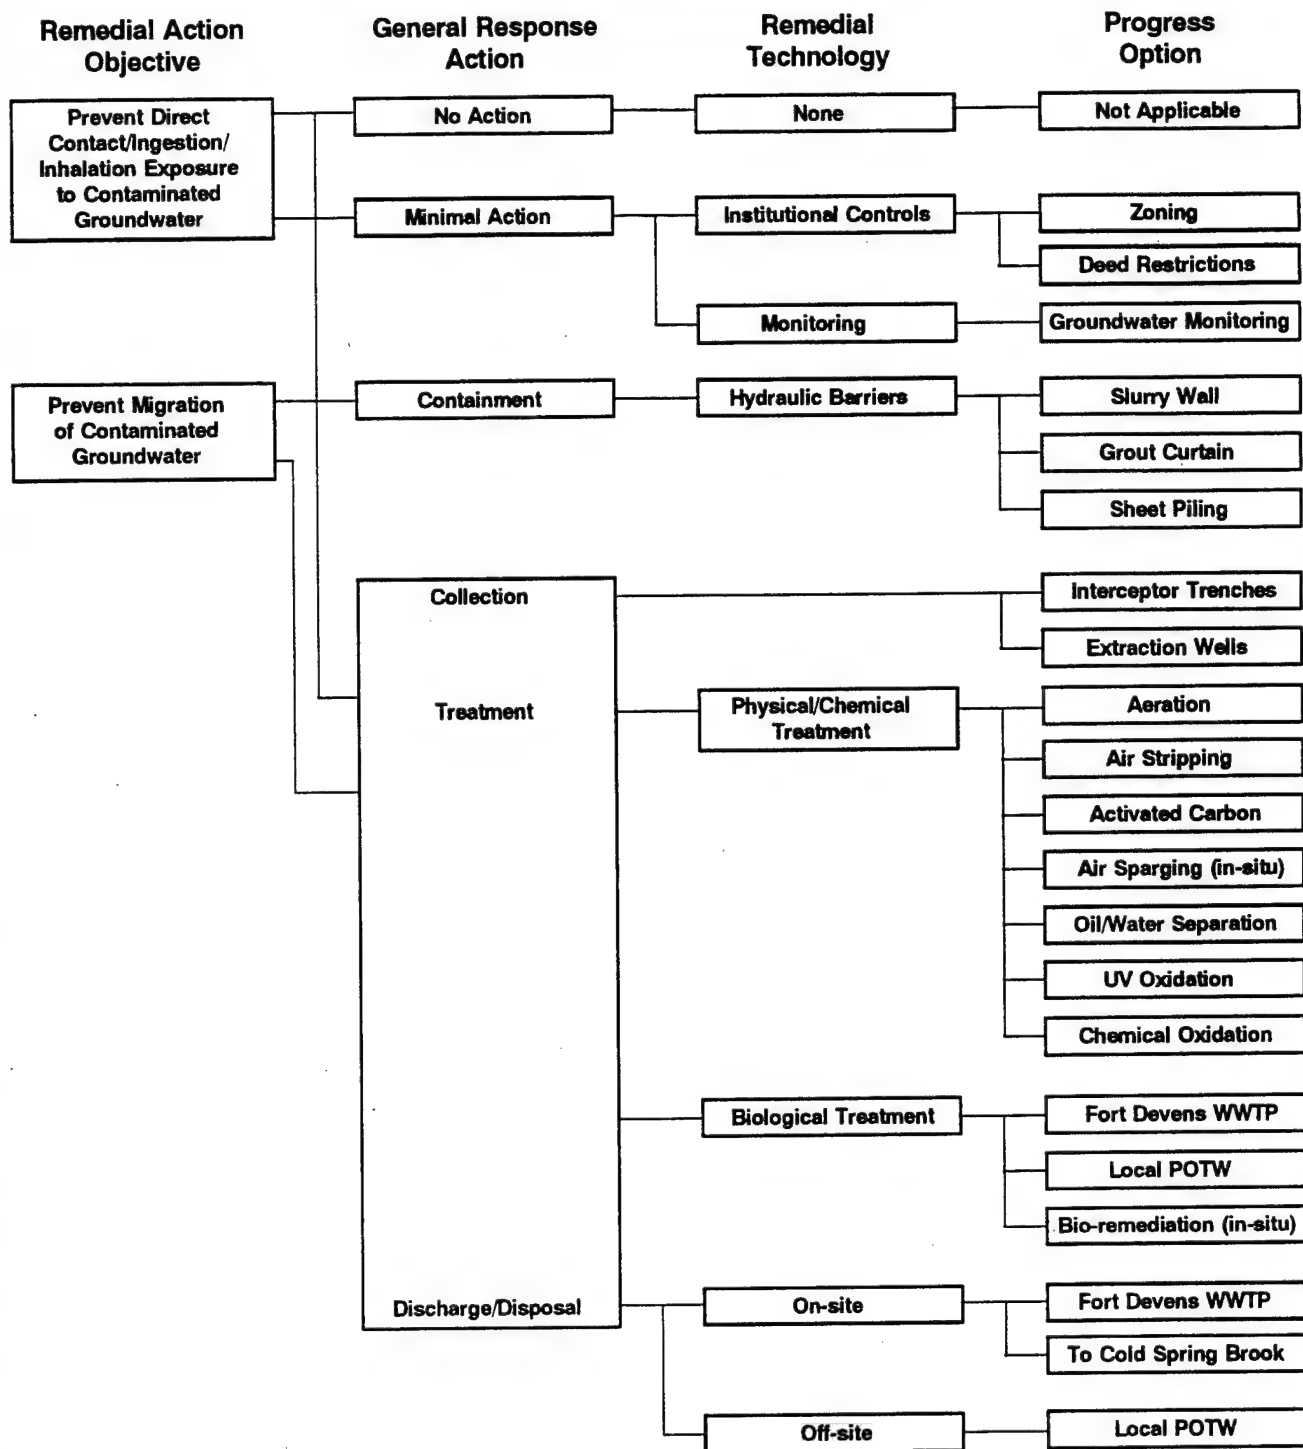 Remedial Action
Objective
General Response
Action
Remedial
Technology
Progress
Option
Prevent Direct
Contact/Ingestion/
Inhalation Exposure
to Contaminated
Groundwater
No Action
None
Not Applicable
Minimal Action
Institutional Controls
Zoning
Deed Restrictions
Monitoring
Groundwater Monitoring
Prevent Migration
of Contaminated
Groundwater
Containment
Hydraulic Barriers
Slurry Wall
Grout Curtain
Sheet Piling
Collection
Interceptor Trenches
Extraction Wells
Treatment
Physical/Chemical
Treatment
Aeration
Air Stripping
Activated Carbon
Air Sparging (in-situ)
Oil/Water Separation
UV Oxidation
Chemical Oxidation
Biological Treatment
Fort Devens WWTP
Local POTW
Bio-remediation (in-situ)
Discharge/Disposal
On-site
Fort Devens WWTP
To Cold Spring Brook
Off-site
Local POTW